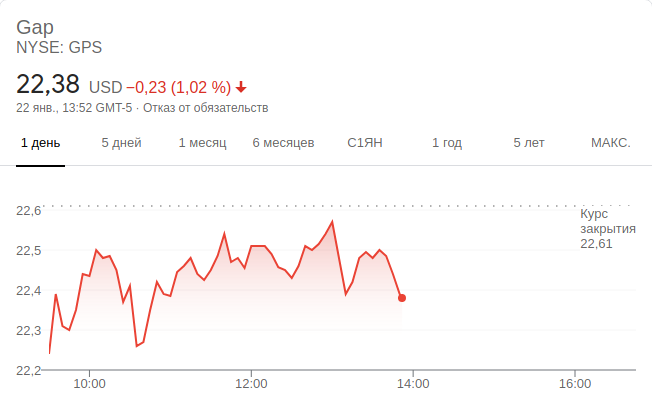 Gap
NYSE: GPS
22,38 USD −0,23 (1,02 %)
22 янв., 13:52 GMT-5 · Отказ от обязательств
1 день 5 дней 1 месяц 6 месяцев С1ЯН 1 год 5 лет МАКС.
22,6
22,5
22,4
22,3
22,2
Курс
закрытия
22,61
10:00 12:00 14:00 16:00